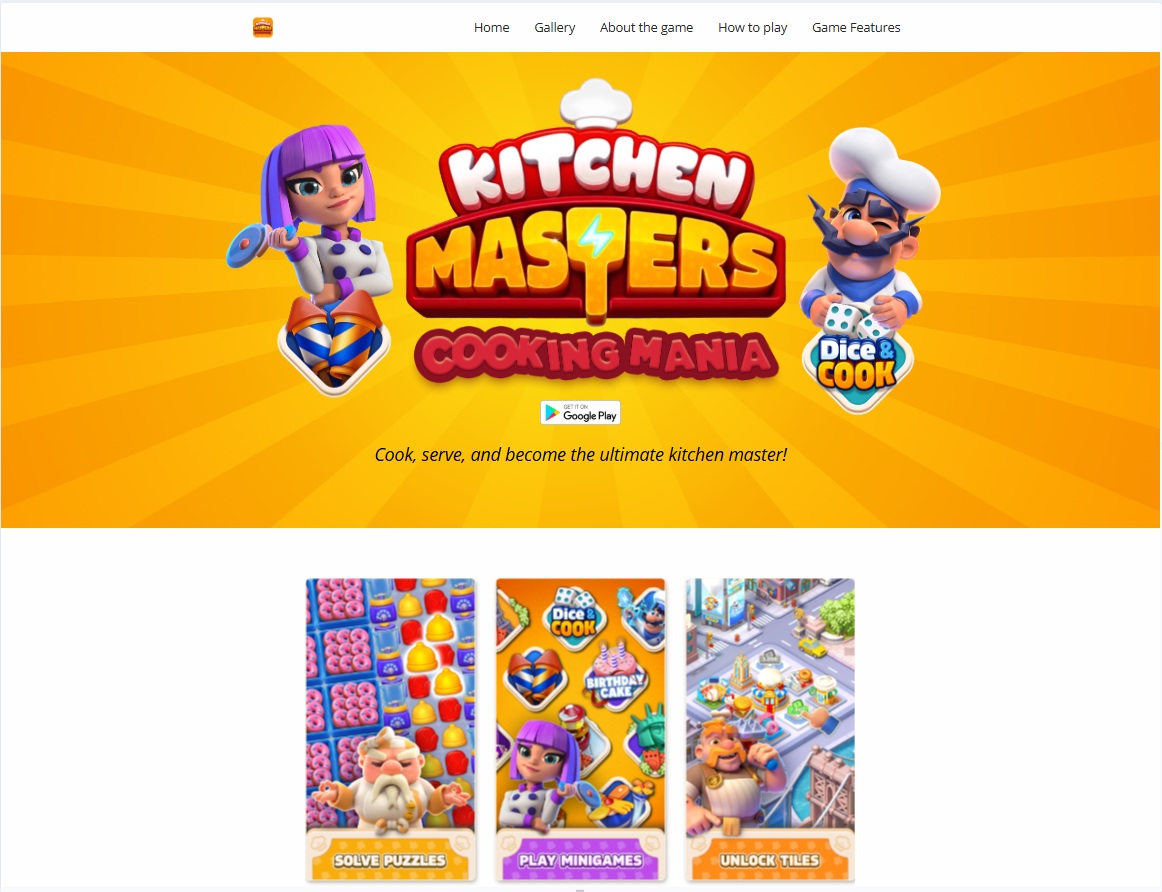 Home Gallery About the game How to play Game Features
KITCHEN
MASTERS
COOKING MANIA
Dice &
COOK
GET IT ON
Google Play
Cook, serve, and become the ultimate kitchen master!
Dice &
COOK
BIRTHDAY
CAKE
SOLVE PUZZLES
PLAY MINIGAMES
UNLOCK TILES